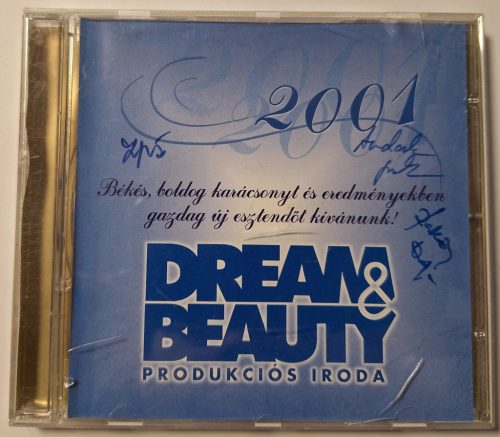 2001
Békés, boldog karácsonyt és eredményekben
gazdag új esztendőt kívánunk!
DREAM
&
BEAUTY
PRODUKCIÓS IRODA